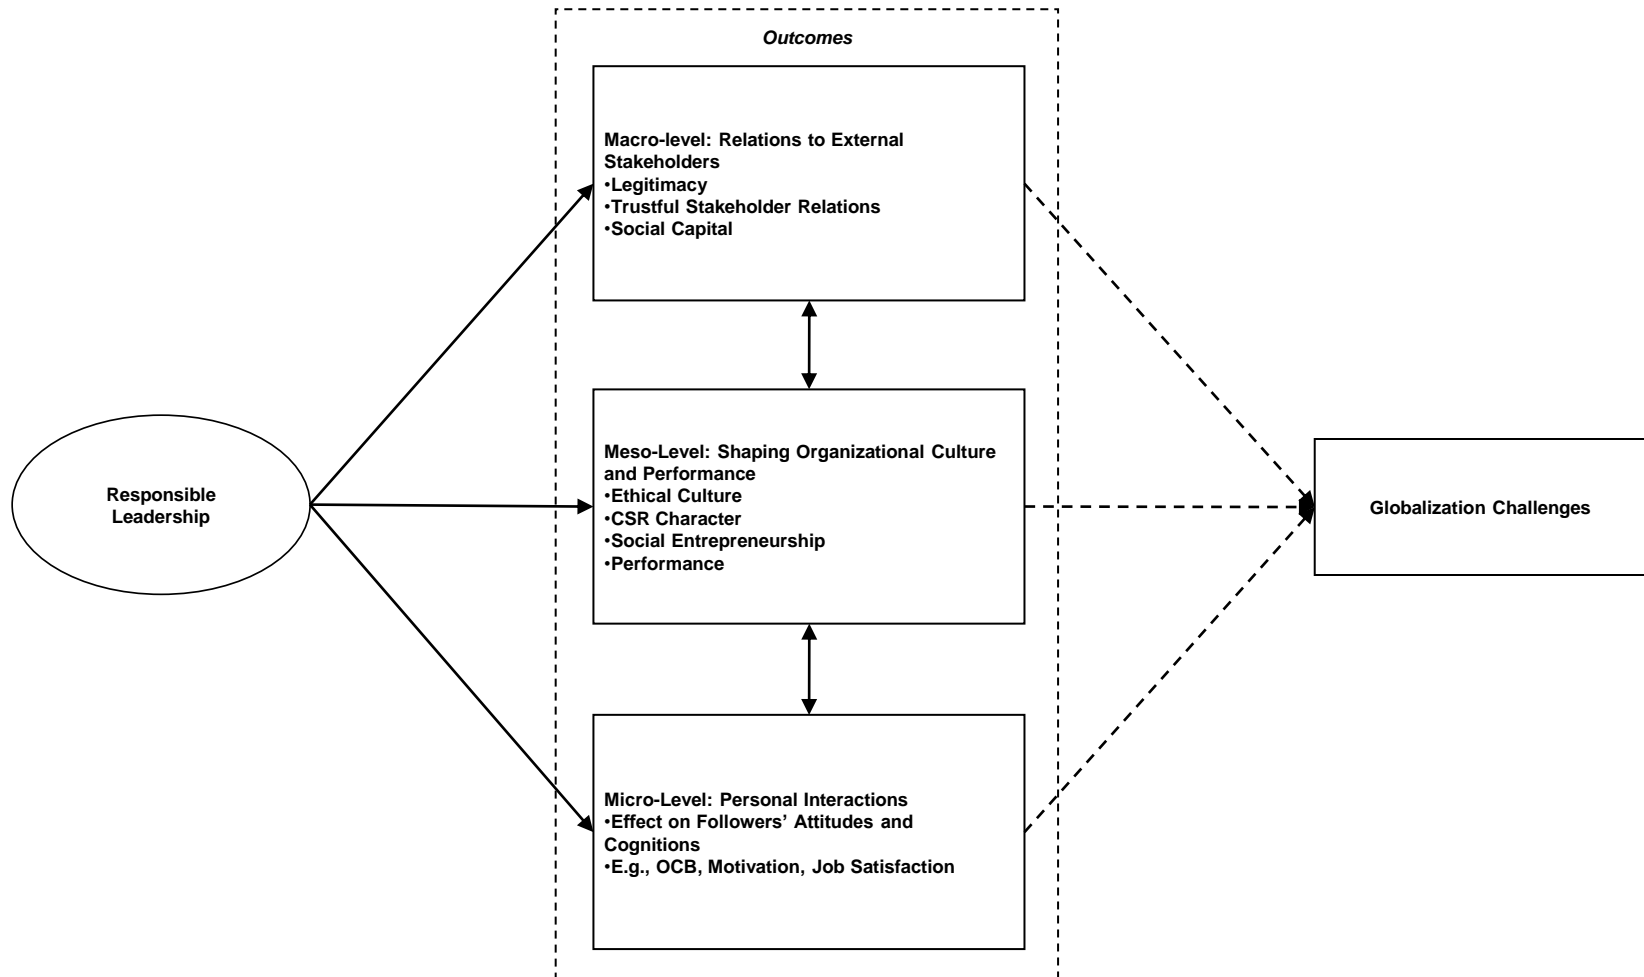 Outcomes
Macro-level: Relations to External
Stakeholders
•Legitimacy
•Trustful Stakeholder Relations
•Social Capital
Meso-Level: Shaping Organizational Culture
and Performance
•Ethical Culture
•CSR Character
•Social Entrepreneurship
•Performance
Responsible
Leadership
Globalization Challenges
Micro-Level: Personal Interactions
•Effect on Followers’ Attitudes and
Cognitions
•E.g., OCB, Motivation, Job Satisfaction